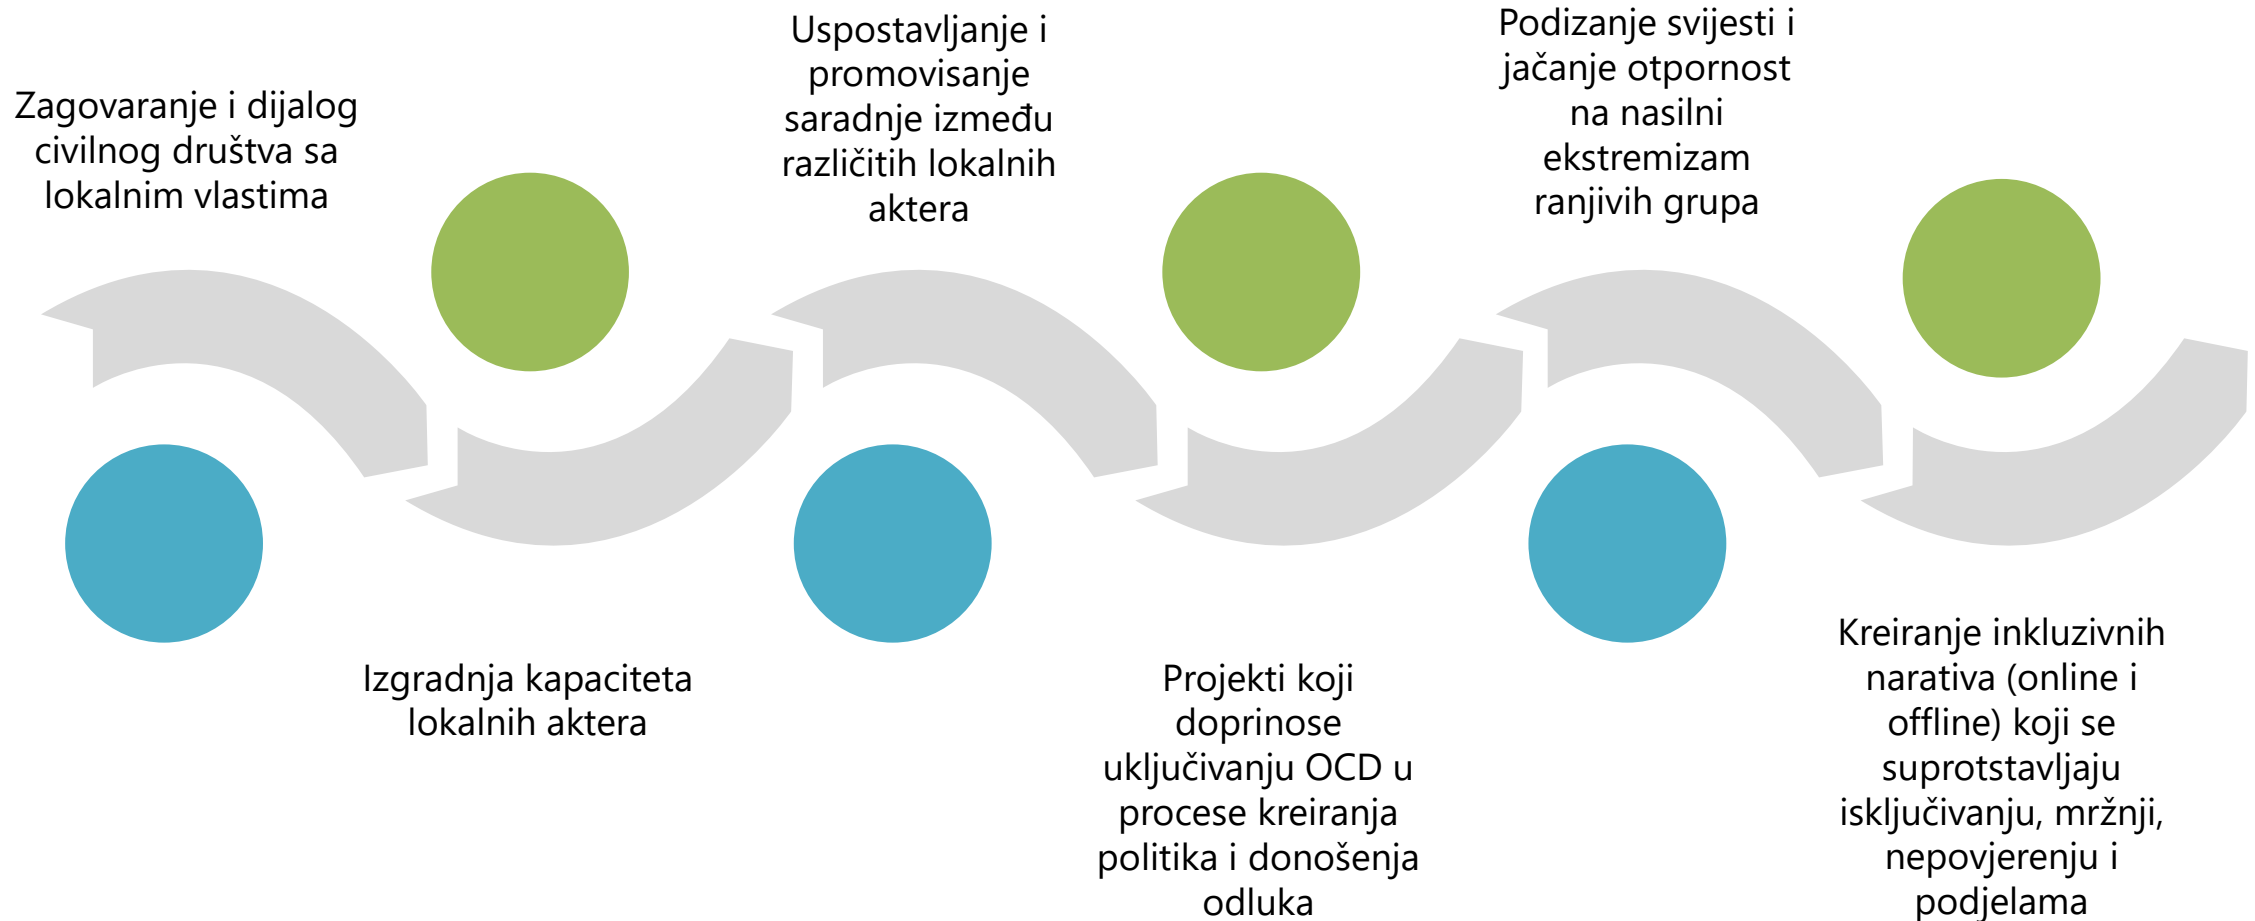 Zagovaranje i dijalog
civilnog društva sa
lokalnim vlastima
Izgradnja kapaciteta
lokalnih aktera
Uspostavljanje i
promovisanje
saradnje između
različitih lokalnih
aktera
Projekti koji
doprinose
uključivanju OCD u
procese kreiranja
politika i donošenja
odluka
Podizanje svijesti i
jačanje otpornost
na nasilni
ekstremizam
ranjivih grupa
Kreiranje inkluzivnih
narativa (online i
offline) koji se
suprotstavljaju
isključivanju, mržnji,
nepovjerenju i
podjelama